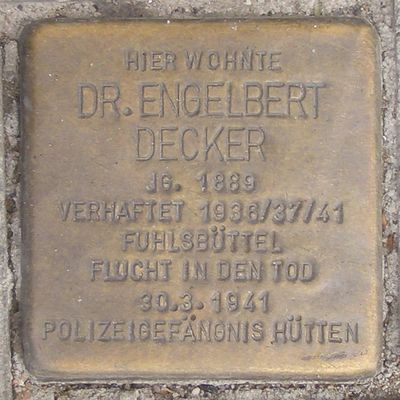 HIER WOHNTE
DR. ENGELBERT
DECKER
JG. 1889
VERHAFTET 1936/37/41
FUHLSBÜTTEL
FLUCHT IN DEN TOD
30.3.1941
POLIZEIGEFÄNGNIS HÜTTEN